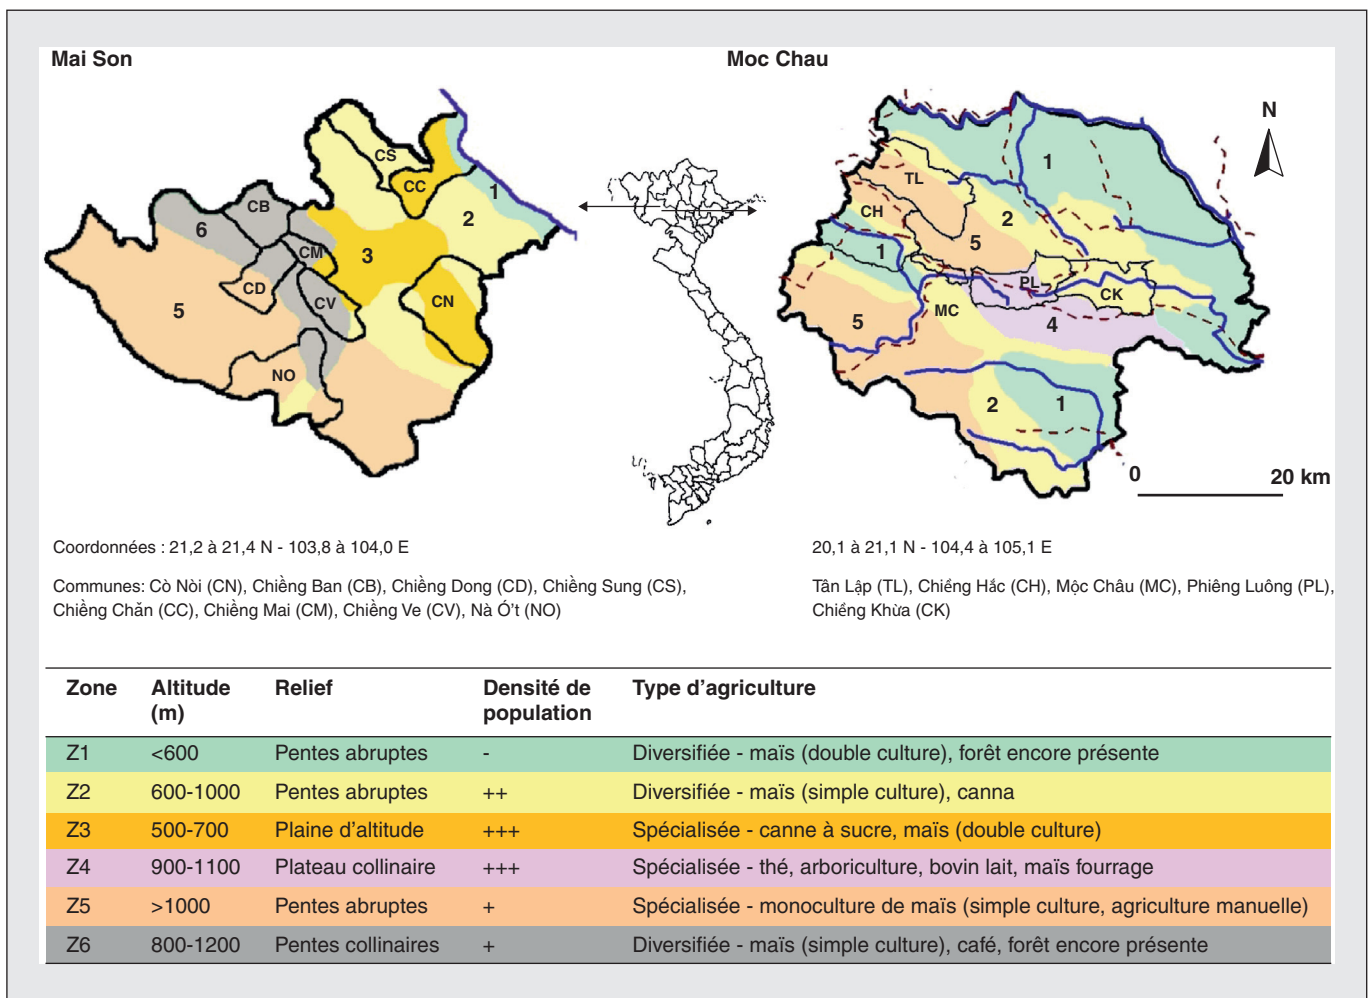 Mai Son
Moc Chau
CS
CC
1
2
CB
6
CM
3
CD
CV
CN
5
NO
N
1
TL
2
CH
5
1
PL
CK
MC
4
5
2
1
0 20 km
Coordonnées : 21,2 à 21,4 N - 103,8 à 104,0 E
Communes: Cò Nòi (CN), Chiềng Ban (CB), Chiềng Dong (CD), Chiềng Sung (CS),
Chiềng Chăn (CC), Chiềng Mai (CM), Chiềng Ve (CV), Nà Ớ't (NO)
20,1 à 21,1 N - 104,4 à 105,1 E
Tân Lập (TL), Chiềng Hắc (CH), Mộc Châu (MC), Phiêng Luông (PL),
Chiềng Khừa (CK)
Zone Altitude (m) Relief Densité de population Type d'agriculture
Z1 <600 Pentes abruptes - Diversifiée - maïs (double culture), forêt encore présente
Z2 600-1000 Pentes abruptes ++ Diversifiée - maïs (simple culture), canna
Z3 500-700 Plaine d'altitude +++ Spécialisée - canne à sucre, maïs (double culture)
Z4 900-1100 Plateau collinaire +++ Spécialisée - thé, arboriculture, bovin lait, maïs fourrage
Z5 >1000 Pentes abruptes + Spécialisée - monoculture de maïs (simple culture, agriculture manuelle)
Z6 800-1200 Pentes collinaires + Diversifiée - maïs (simple culture), café, forêt encore présente